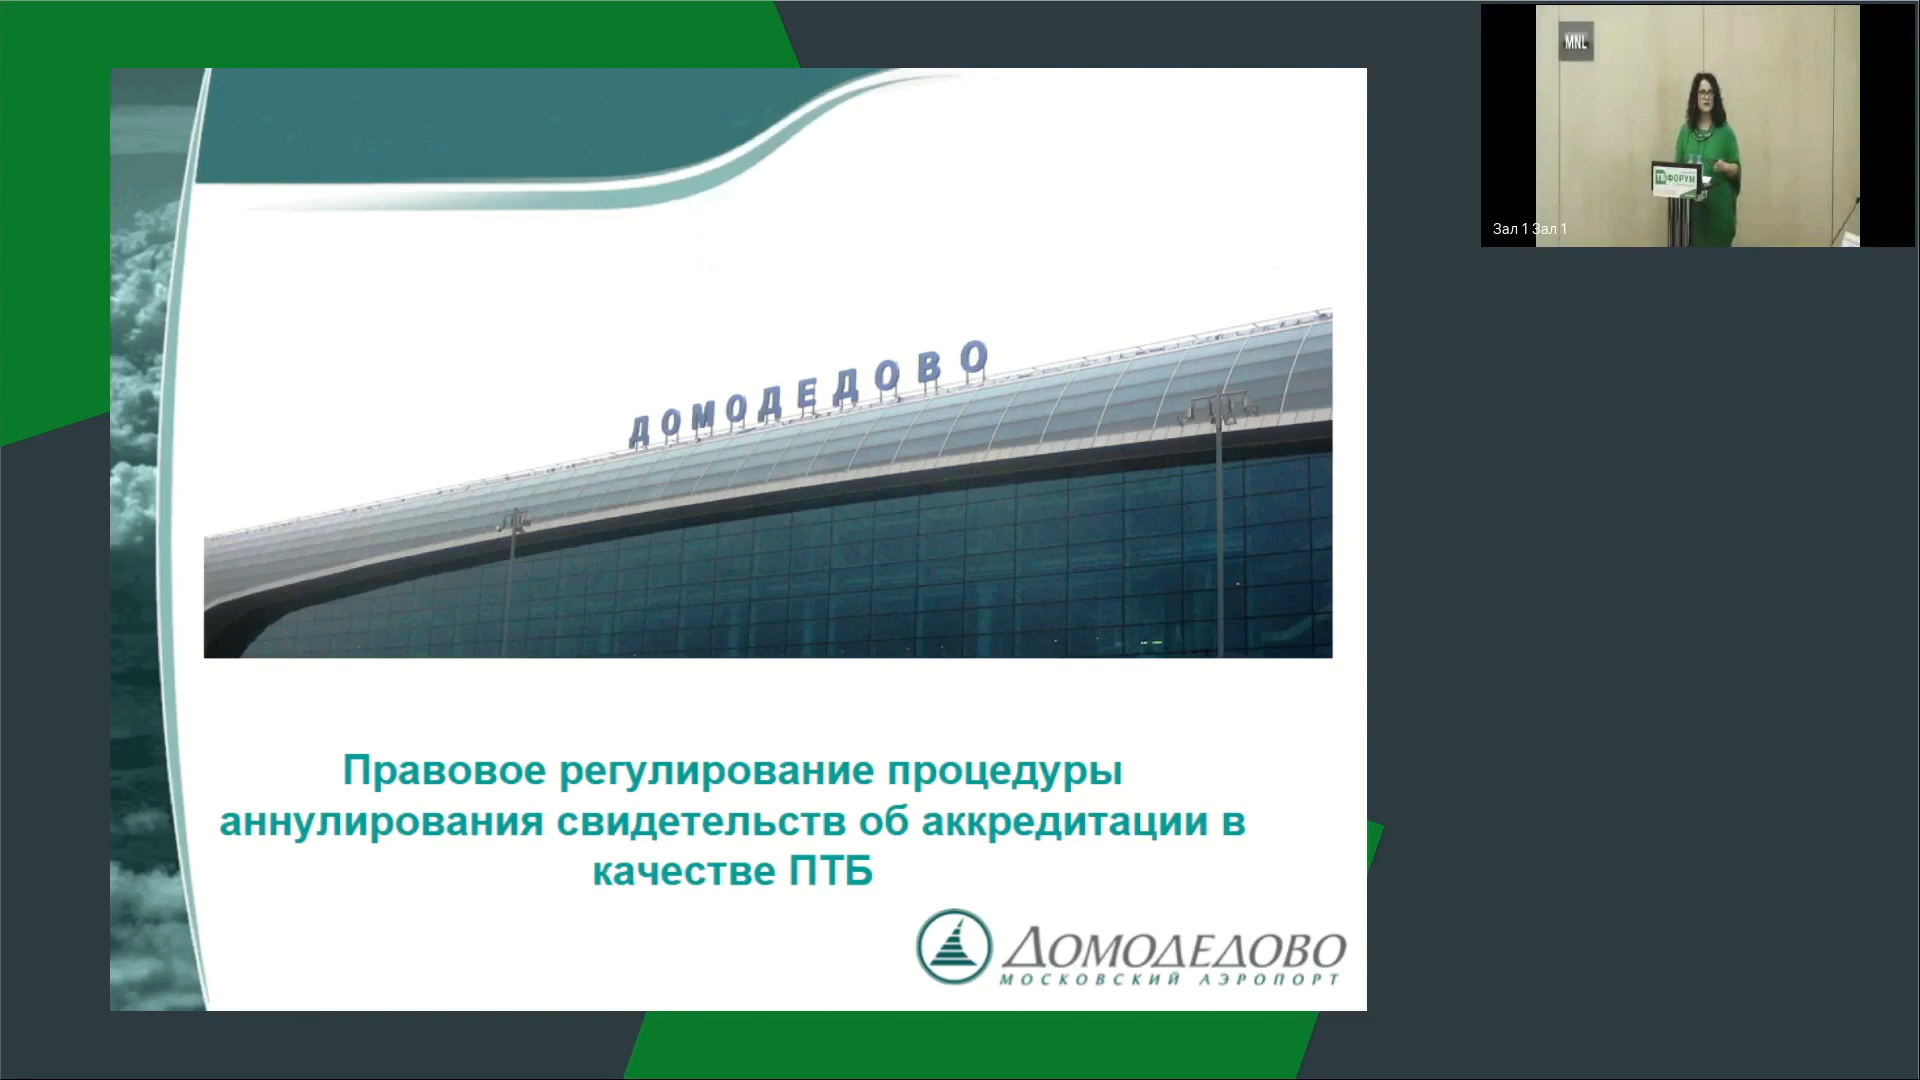 MNL
ТБ ФОРУМ
Зал 1 Зал 1
ДОМОДЕДОВО
Правовое регулирование процедуры
аннулирования свидетельств об аккредитации в
качестве ПТБ
ДОМОДЕДОВО
МОСКОВСКИЙ АЭРОПОРТ